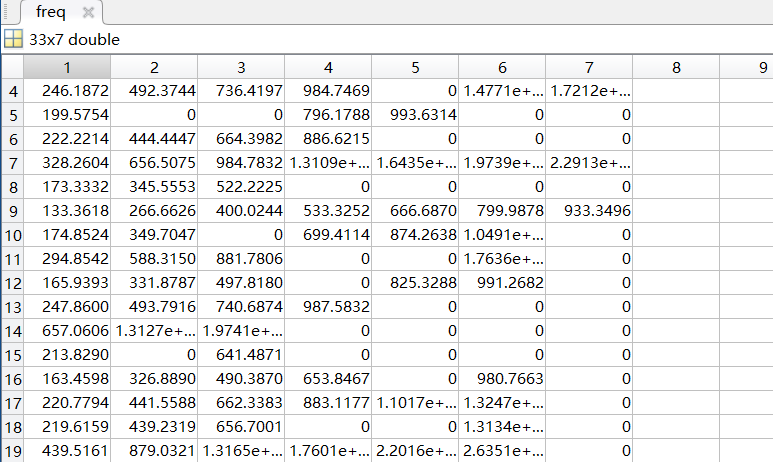 freq
33x7 double
1 2 3 4 5 6 7 8 9
4 246.1872 492.3744 736.4197 984.7469 0 1.4771e+... 1.7212e+...
5 199.5754 0 0 796.1788 993.6314 0 0
6 222.2214 444.4447 664.3982 886.6215 0 0 0
7 328.2604 656.5075 984.7832 1.3109e+... 1.6435e+... 1.9739e+... 2.2913e+...
8 173.3332 345.5553 522.2225 0 0 0 0
9 133.3618 266.6626 400.0244 533.3252 666.6870 799.9878 933.3496
10 174.8524 349.7047 0 699.4114 874.2638 1.0491e+... 0
11 294.8542 588.3150 881.7806 0 0 1.7636e+... 0
12 165.9393 331.8787 497.8180 0 825.3288 991.2682 0
13 247.8600 493.7916 740.6874 987.5832 0 0 0
14 657.0606 1.3127e+... 1.9741e+... 0 0 0 0
15 213.8290 0 641.4871 0 0 0 0
16 163.4598 326.8890 490.3870 653.8467 0 980.7663 0
17 220.7794 441.5588 662.3383 883.1177 1.1017e+... 1.3247e+... 0
18 219.6159 439.2319 656.7001 0 0 1.3134e+... 0
19 439.5161 879.0321 1.3165e+... 1.7601e+... 2.2016e+... 2.6351e+... 0